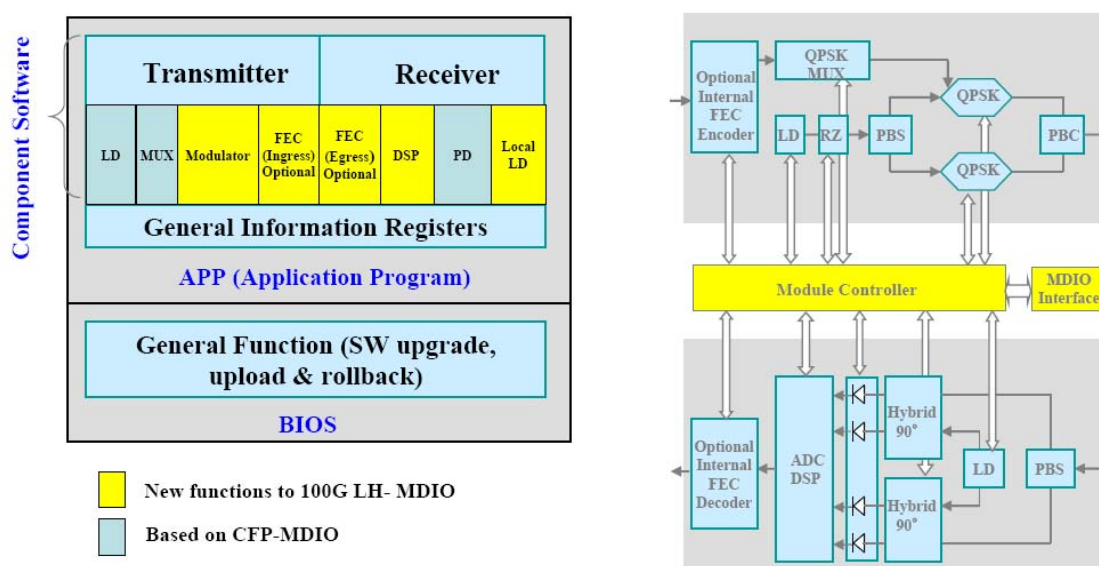 Component Software
Transmitter
Receiver
LD
MUX
Modulator
FEC
(Ingress)
Optional
FEC
(Egress)
Optional
DSP
PD
Local
LD
General Information Registers
APP (Application Program)
General Function (SW upgrade,
upload & rollback)
BIOS
New functions to 100G LH- MDIO
Based on CFP-MDIO
Optional
Internal
FEC
Encoder
QPSK
MUX
LD
RZ
PBS
QPSK
QPSK
PBC
Module Controller
MDIO
Interface
Optional
Internal
FEC
Decoder
ADC
DSP
Hybrid
90°
Hybrid
90°
LD
PBS